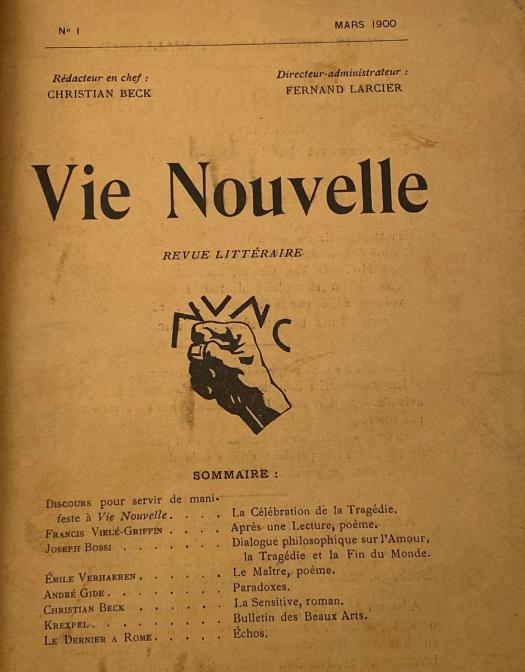 No 1
MARS 1900
Rédacteur en chef :
CHRISTIAN BECK
Directeur-administrateur :
FERNAND LARCIER
Vie Nouvelle
REVUE LITTÉRAIRE
NVNC
SOMMAIRE :
DISCOURS pour servir de mani-
feste à Vie Nouvelle. . . . . La Célébration de la Tragédie.
FRANCIS VIELÉ-GRIFFIN . . . . Après une Lecture, poème.
JOSEPH BOSSI . . . . . . . Dialogue philosophique sur l'Amour,
la Tragédie et la Fin du Monde.
ÉMILE VERHAEREN . . . . . . Le Maître, poème.
ANDRÉ GIDE. . . . . . . . Paradoxes.
CHRISTIAN BECK . . . . . . La Sensitive, roman.
KREXPEL. . . . . . . . . Bulletin des Beaux Arts.
LE DERNIER A ROME. . . . . Échos.